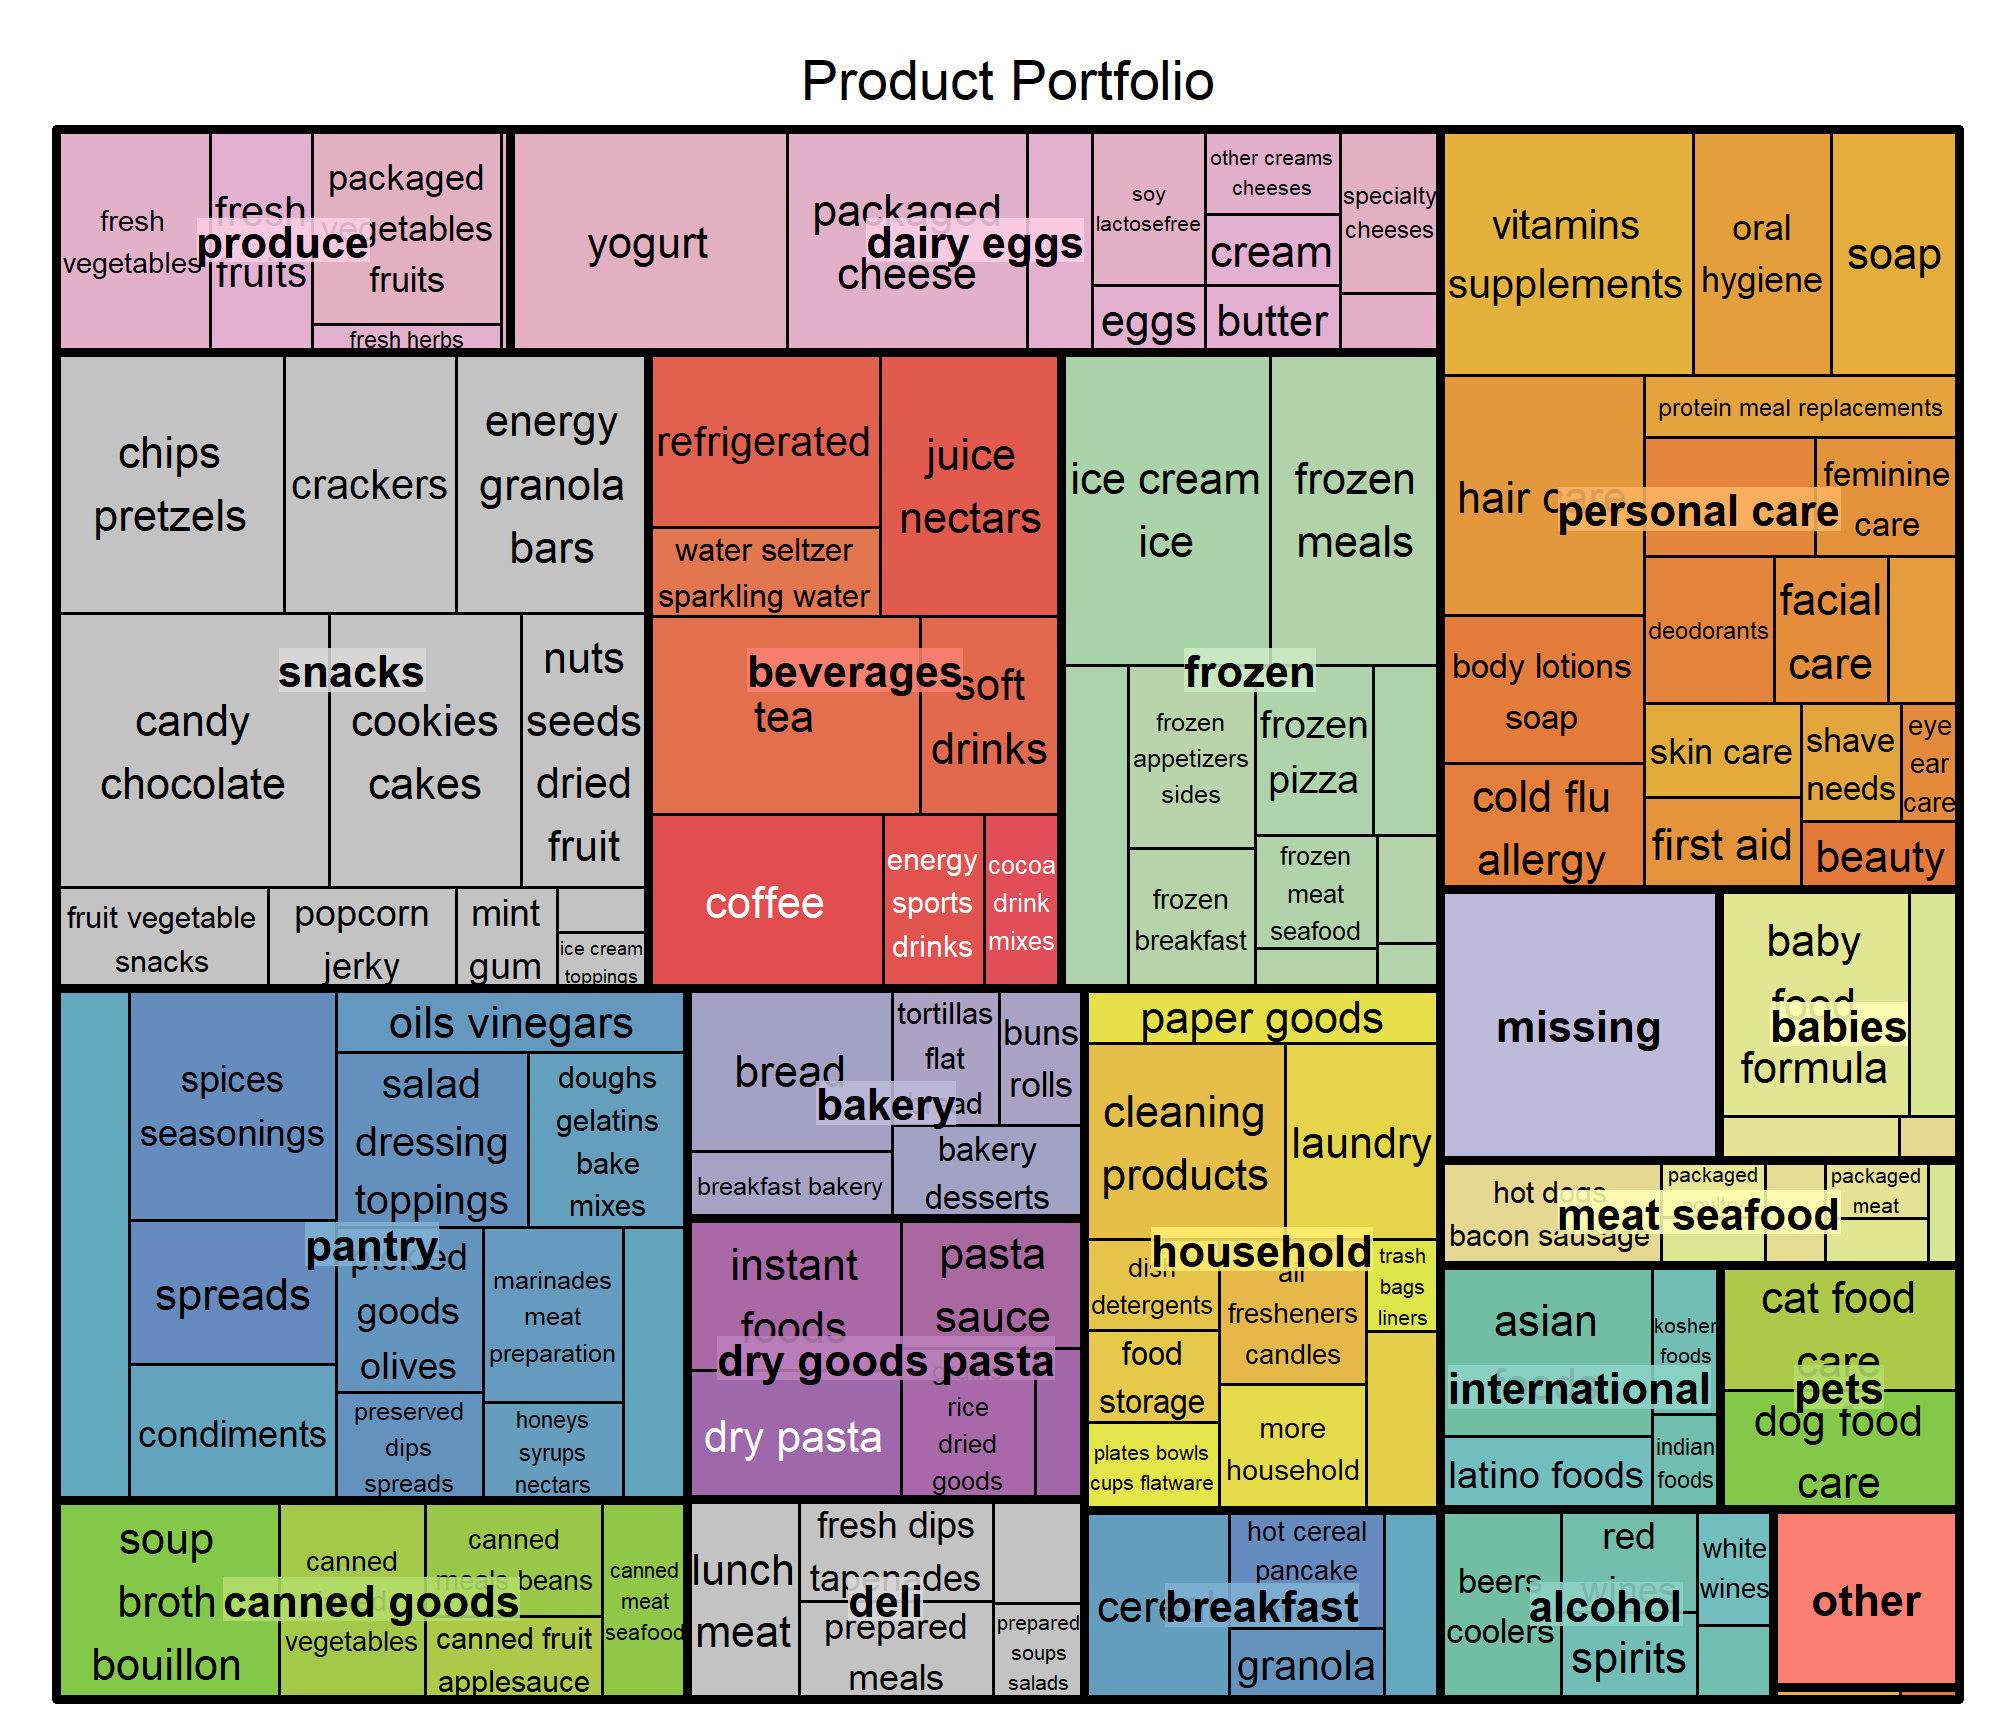 Product Portfolio
fresh
vegetables
fresh
fruits
produce
packaged
vegetables
fruits
fresh herbs
yogurt
packaged
cheese
dairy eggs
soy
lactosefree
eggs
other creams
cheeses
cream
butter
specialty
cheeses
vitamins
supplements
oral
hygiene
soap
chips
pretzels
crackers
energy
granola
bars
snacks
candy
chocolate
cookies
cakes
nuts
seeds
dried
fruit
fruit vegetable
snacks
popcorn
jerky
mint
gum
ice cream
toppings
refrigerated
water seltzer
sparkling water
juice
nectars
beverages
tea
soft
drinks
coffee
energy
sports
drinks
cocoa
drink
mixes
ice cream
ice
frozen
meals
frozen
frozen
appetizers
sides
frozen
pizza
frozen
breakfast
frozen
meat
seafood
hair care
protein meal replacements
feminine
care
personal care
deodorants
facial
care
body lotions
soap
cold flu
allergy
skin care
first aid
shave
needs
eye
ear
care
beauty
missing
baby
food
formula
babies
spices
seasonings
spreads
condiments
pantry
oils vinegars
salad
dressing
toppings
doughs
gelatins
bake
mixes
pickled
goods
olives
marinades
meat
preparation
preserved
dips
spreads
honeys
syrups
nectars
bread
breakfast bakery
tortillas
flat
bread
buns
rolls
bakery
bakery
desserts
paper goods
cleaning
products
laundry
household
dish
detergents
air
fresheners
candles
trash
bags
liners
food
storage
plates bowls
cups flatware
more
household
hot dogs
bacon sausage
packaged
poultry
packaged
meat
meat seafood
instant
foods
pasta
sauce
dry goods pasta
dry pasta
grains
rice
dried
goods
asian
foods
kosher
foods
international
latino foods
indian
foods
cat food
care
pets
dog food
care
soup
broth
bouillon
canned
vegetables
canned goods
canned
meals beans
canned fruit
applesauce
canned
meat
seafood
lunch
meat
fresh dips
tapenades
deli
prepared
meals
prepared
soups
salads
cereal
hot cereal
pancake
breakfast
granola
beers
coolers
red
wines
alcohol
spirits
white
wines
other